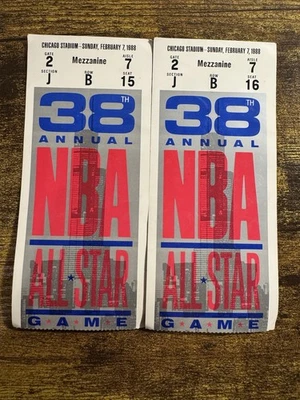 CHICAGO STADIUM - SUNDAY, FEBRUARY 7, 1988
GATE AISLE
2 Mezzanine 7
SECTION ROW SEAT
J B 15
38TH
ANNUAL
NBA
ALL★STAR
G★A★M★E
CHICAGO STADIUM - SUNDAY, FEBRUARY 7, 1988
GATE AISLE
2 Mezzanine 7
SECTION ROW SEAT
J B 16
38TH
ANNUAL
NBA
ALL★STAR
G★A★M★E